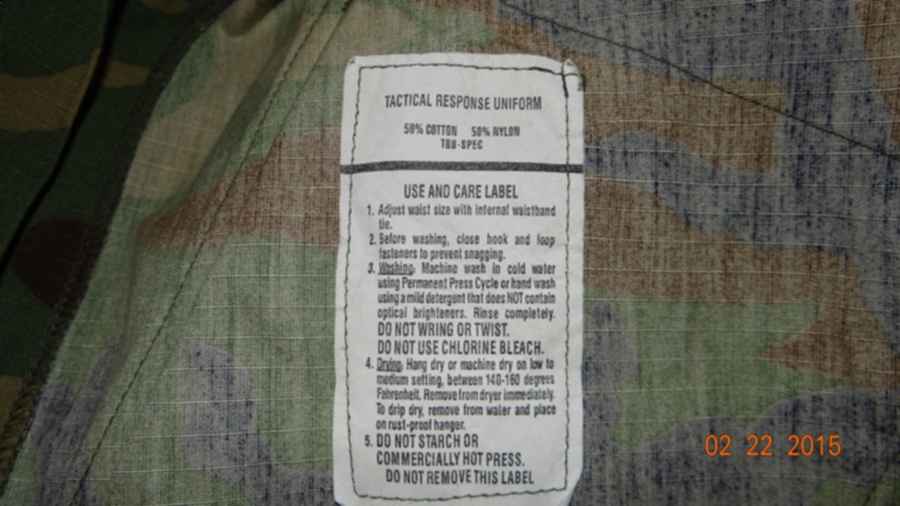 TACTICAL RESPONSE UNIFORM
50% COTTON 50% NYLON
TRU-SPEC
USE AND CARE LABEL
1. Adjust waist size with internal waistband
tie.
2. Before washing, close hook and loop
fasteners to prevent snagging.
3. Washing. Machine wash in cold water
using Permanent Press Cycle or hand wash
using a mild detergent that does NOT contain
optical brighteners. Rinse completely.
DO NOT WRING OR TWIST.
DO NOT USE CHLORINE BLEACH.
4. Drying. Hang dry or machine dry on low to
medium setting, between 140-160 degrees
Fahrenheit. Remove from dryer immediately.
To drip dry, remove from water and place
on rust-proof hanger.
5. DO NOT STARCH OR
COMMERCIALLY HOT PRESS.
DO NOT REMOVE THIS LABEL
02 22 2015